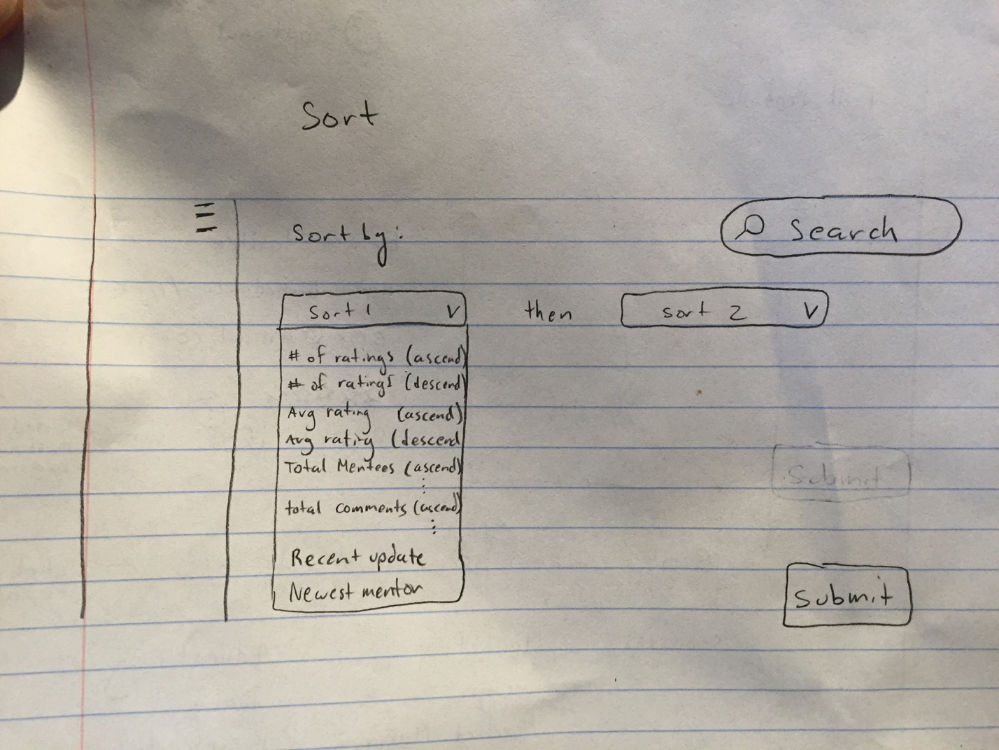 Sort
Sort by:
Search
Sort 1 V
then
sort 2 V
# of ratings (ascend)
# of ratings (descend)
Avg rating (ascend)
Avg rating (descend
Total Mentees (ascend)
⋮
total comments (ascend)
⋮
Recent update
Newest mentor
Submit
Submit